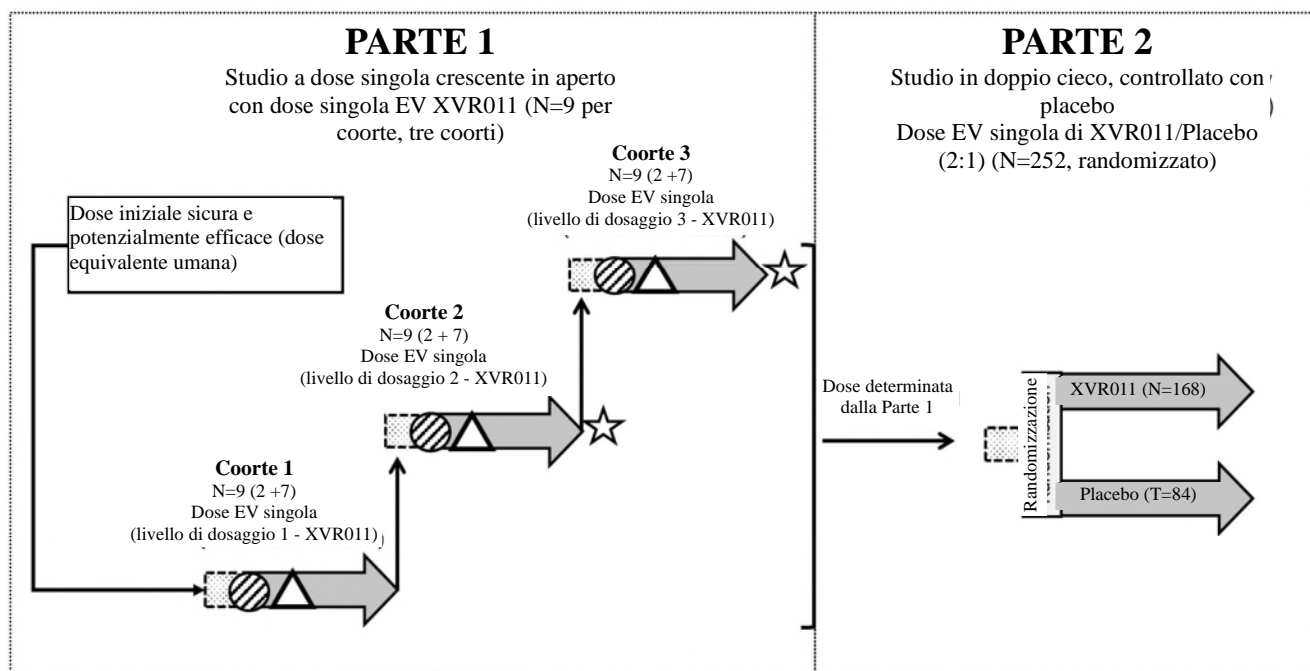 PARTE 1
Studio a dose singola crescente in aperto
con dose singola EV XVR011 (N=9 per
coorte, tre coorti)
Dose iniziale sicura e
potenzialmente efficace (dose
equivalente umana)
Coorte 1
N=9 (2 +7)
Dose EV singola
(livello di dosaggio 1 - XVR011)
Coorte 2
N=9 (2 + 7)
Dose EV singola
(livello di dosaggio 2 - XVR011)
Coorte 3
N=9 (2 +7)
Dose EV singola
(livello di dosaggio 3 - XVR011)
PARTE 2
Studio in doppio cieco, controllato con
placebo
Dose EV singola di XVR011/Placebo
(2:1) (N=252, randomizzato)
Dose determinata
dalla Parte 1
Randomizzazione
XVR011 (N=168)
Placebo (T=84)